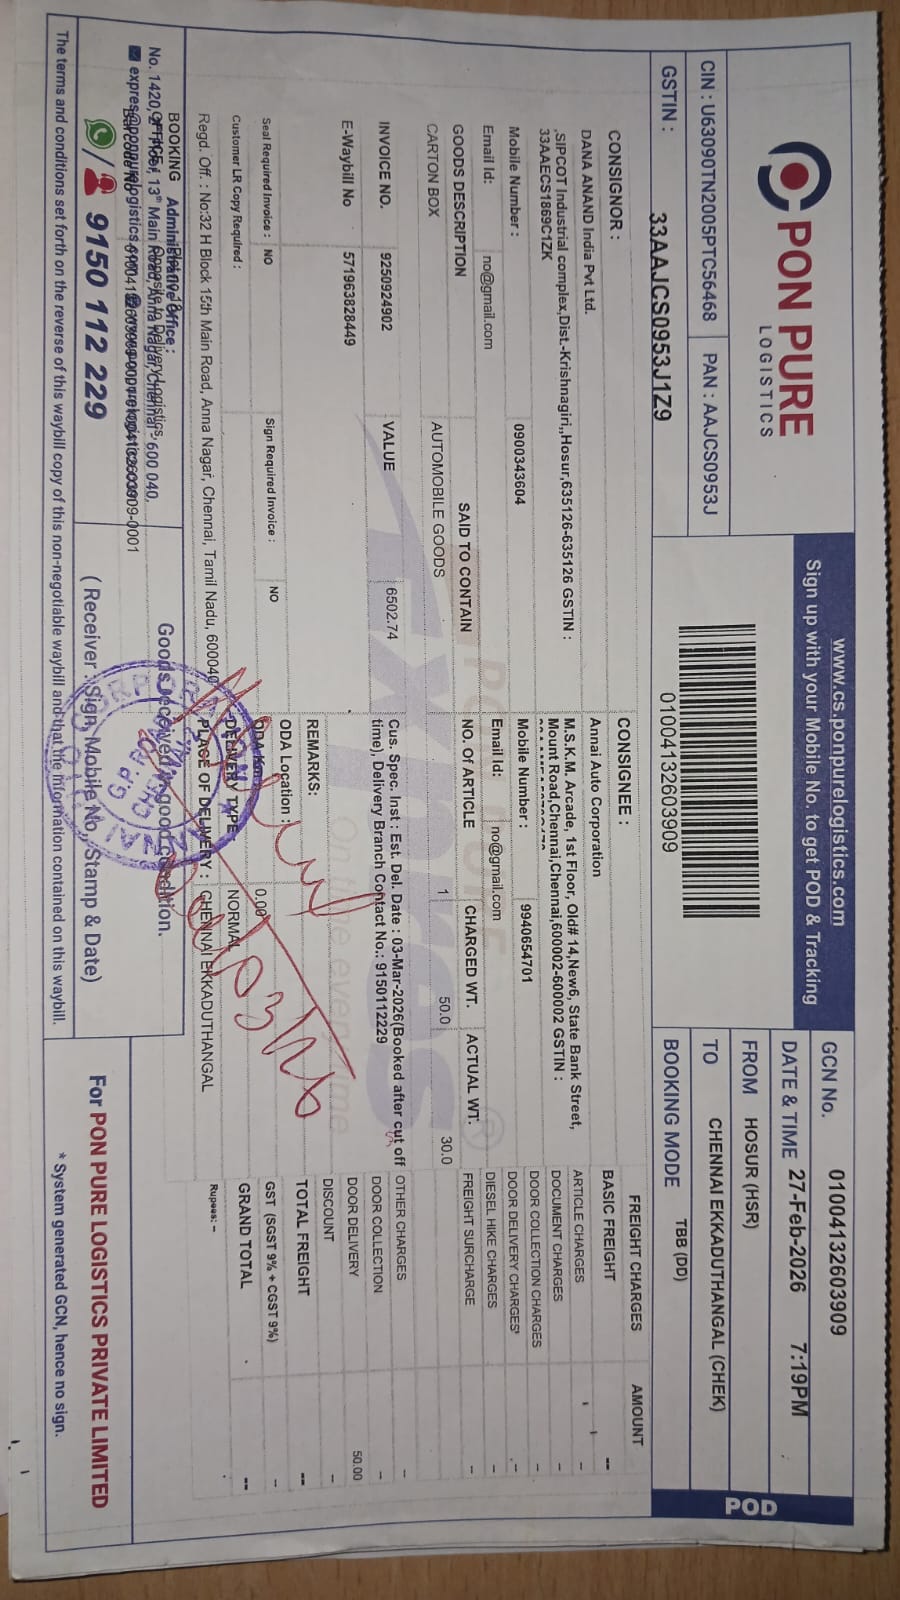 PON PURE
LOGISTICS
CIN : U63090TN2005PTC56468 PAN : AAJCS0953J
GSTIN : 33AAJCS0953J1Z9
www.cs.ponpurelogistics.com
Sign up with your Mobile No. to get POD & Tracking
01004132603909
GCN No. 01004132603909
DATE & TIME 27-Feb-2026 7:19PM
FROM HOSUR (HSR)
TO CHENNAI EKKADUTHANGAL (CHEK)
BOOKING MODE TBB (DD)
POD
CONSIGNOR :
DANA ANAND India Pvt Ltd.
,SIPCOT Industrial complex,Dist.-Krishnagiri,,Hosur,635126-635126 GSTIN :
33AAECS1869C1ZK
Mobile Number : 0900343604
Email Id: no@gmail.com
CONSIGNEE :
Annai Auto Corporation
M.S.K.M. Arcade, 1st Floor, Old# 14,New6, State Bank Street,
Mount Road,Chennai,Chennai,600002-600002 GSTIN :
Mobile Number : 9940654701
Email Id: no@gmail.com
GOODS DESCRIPTION SAID TO CONTAIN NO. Of ARTICLE CHARGED WT. ACTUAL WT:
CARTON BOX AUTOMOBILE GOODS 1 50.0 30.0
INVOICE NO. 9250924902 VALUE 6502.74
E-Waybill No 571963828449
Cus. Spec. Inst : Est. Del. Date : 03-Mar-2026(Booked after cut off
time), Delivery Branch Contact No.: 9150112229
REMARKS:
Seal Required Invoice : NO Sign Required Invoice : NO
ODA Location :
Customer LR Copy Required :
0.00
DELIVERY TYPE NORMAL
Regd. Off. : No:32 H Block 15th Main Road, Anna Nagar, Chennai, Tamil Nadu, 600040
PLACE OF DELIVERY : CHENNAI EKKADUTHANGAL
FREIGHT CHARGES AMOUNT
BASIC FREIGHT --
ARTICLE CHARGES -
DOCUMENT CHARGES -
DOOR COLLECTION CHARGES -
DOOR DELIVERY CHARGES -
DIESEL HIKE CHARGES -
FREIGHT SURCHARGE -
OTHER CHARGES -
DOOR COLLECTION -
DOOR DELIVERY 50.00
DISCOUNT -
TOTAL FREIGHT --
GST (SGST 9% + CGST 9%) -
GRAND TOTAL --
Rupees: -
BOOKING Administrative Office :
No. 1420, 13th Main Road, Anna Nagar, Chennai - 600 040.
9150 112 229
Goods received in good condition.
( Receiver : Sign, Mobile No., Stamp & Date)
For PON PURE LOGISTICS PRIVATE LIMITED
* System generated GCN, hence no sign.
The terms and conditions set forth on the reverse of this waybill copy of this non-negotiable waybill and that the information contained on this waybill.